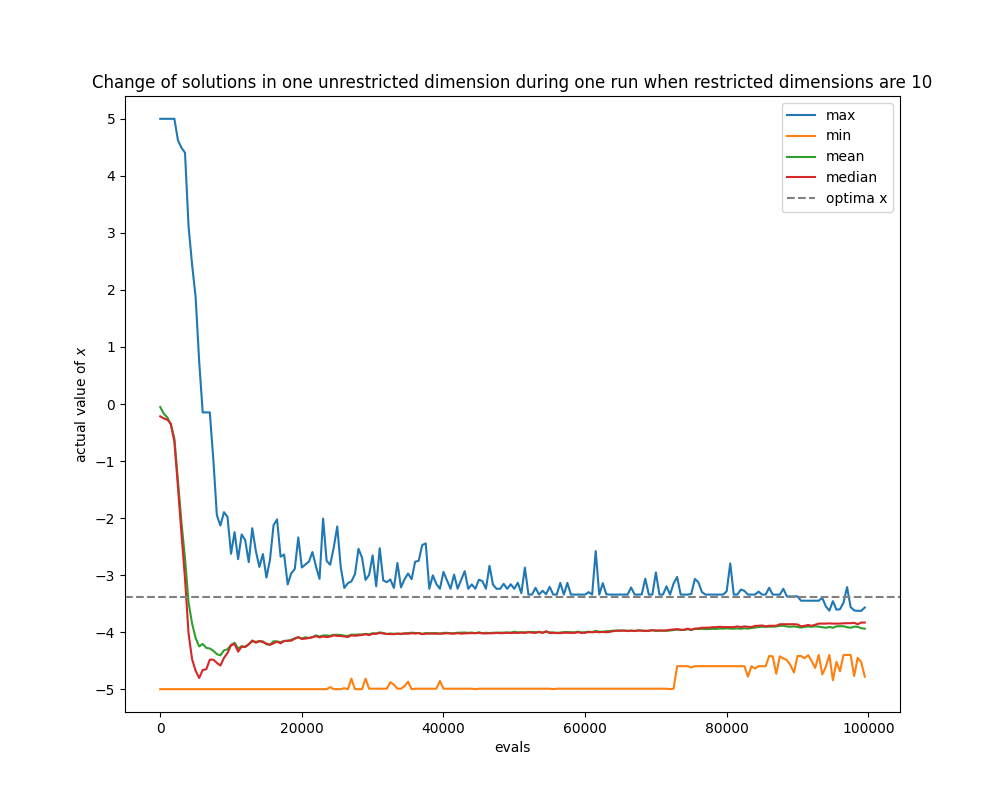 Change of solutions in one unrestricted dimension during one run when restricted dimensions are 10
max
min
mean
median
optima x
actual value of x
5
4
3
2
1
0
−1
−2
−3
−4
−5
0
20000
40000
60000
80000
100000
evals